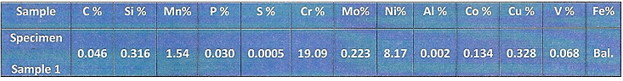 Sample C % Si % Mn% P % S % Cr % Mo% Ni% Al % Co % Cu % V % Fe%
Specimen
0.046 0.316 1.54 0.030 0.0005 19.09 0.223 8.17 0.002 0.134 0.328 0.068 Bal.
Sample 1